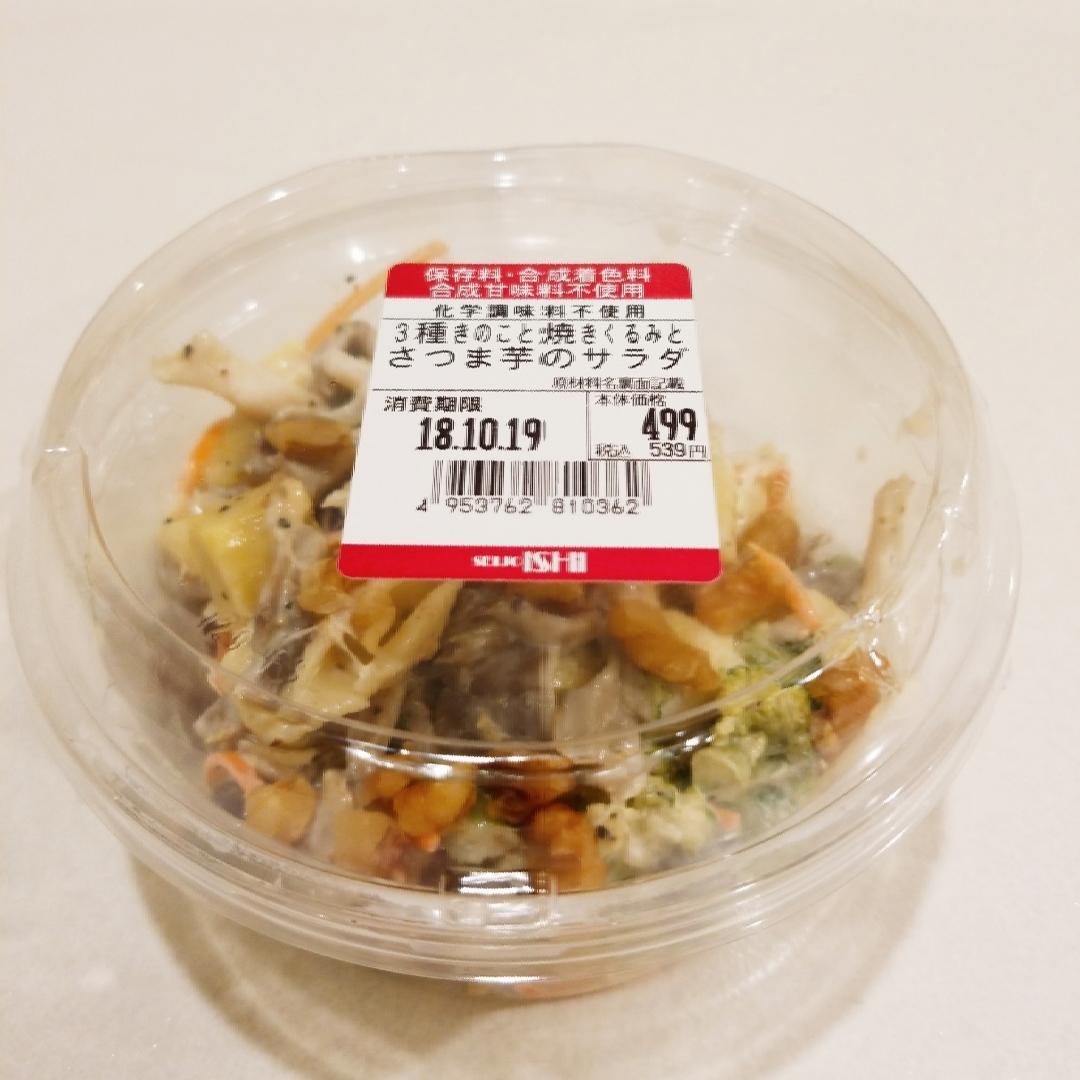 保存料・合成着色料
合成甘味料不使用
化学調味料不使用
3種きのこと焼きくるみと
さつま芋のサラダ
原材料名裏面記載
消費期限
本体価格
18.10.19
499
税込 539円
4 953762 810362
SEIJO ISHII